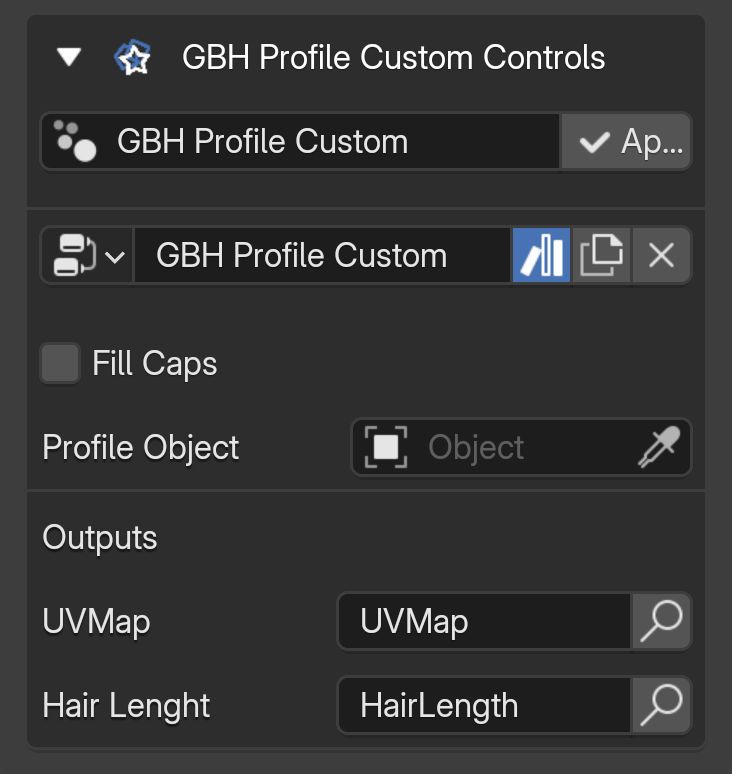 GBH Profile Custom Controls
GBH Profile Custom Ap...
GBH Profile Custom
Fill Caps
Profile Object Object
Outputs
UVMap UVMap
Hair Lenght HairLength